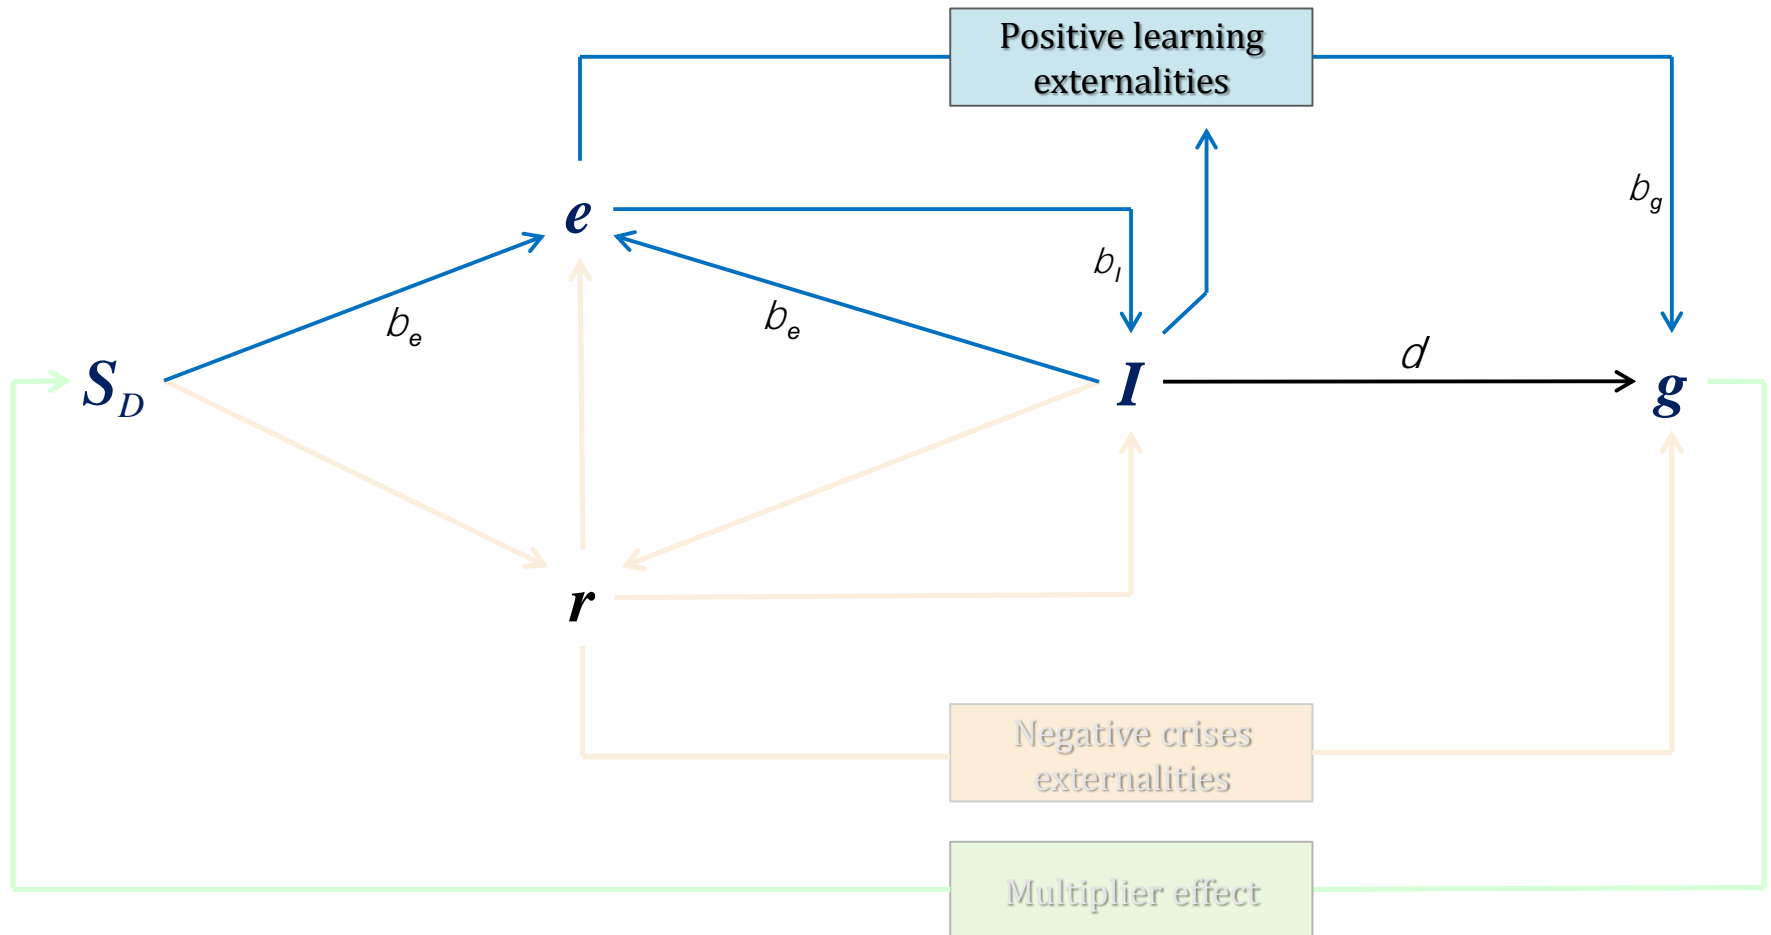 Positive learning
externalities
b_g
e
b_I
b_e
b_e
d
S_D
I
g
r
Negative crises
externalities
Multiplier effect